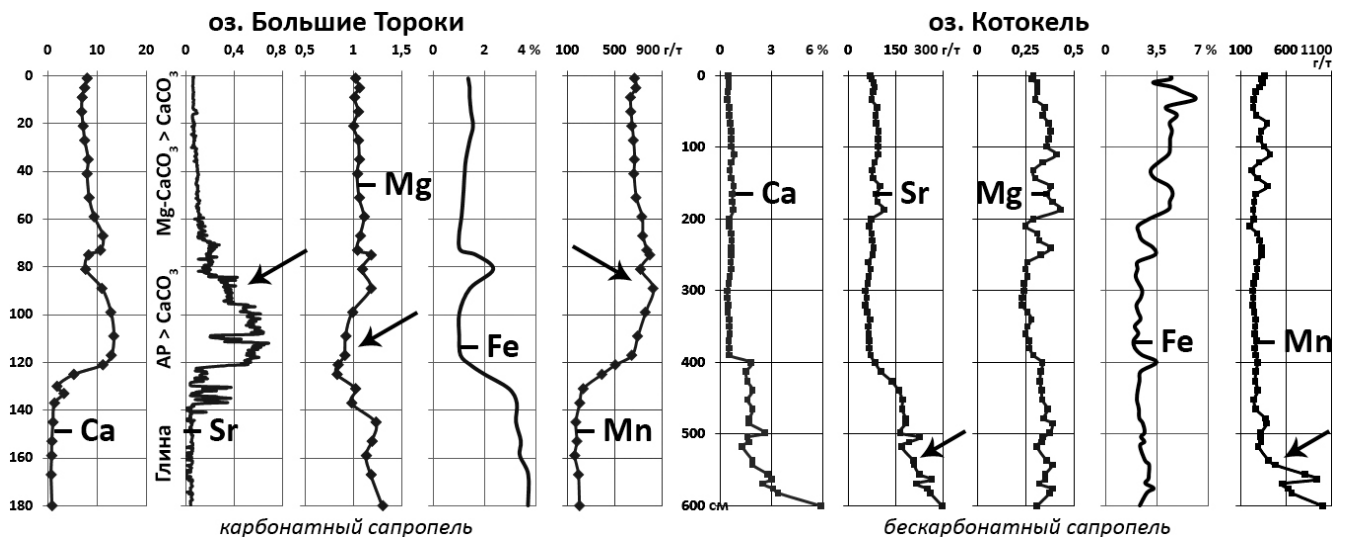 оз. Большие Тороки
оз. Котокель
0 10 20 0 0,4 0,8 0,5 1 1,5 0 2 4 % 100 500 900 г/т 0 3 6 % 0 150 300 г/т 0 0,25 0,5 0 3,5 7 % 100 600 1100
г/т
0
20
40
60
80
100
120
140
160
180
Mg-CaCO3 > CaCO3
АР > CaCO3
Глина
Ca
Sr
Mg
Fe
Mn
0
100
200
300
400
500
600 см
Ca
Sr
Mg
Fe
Mn
карбонатный сапропель
бескарбонатный сапропель